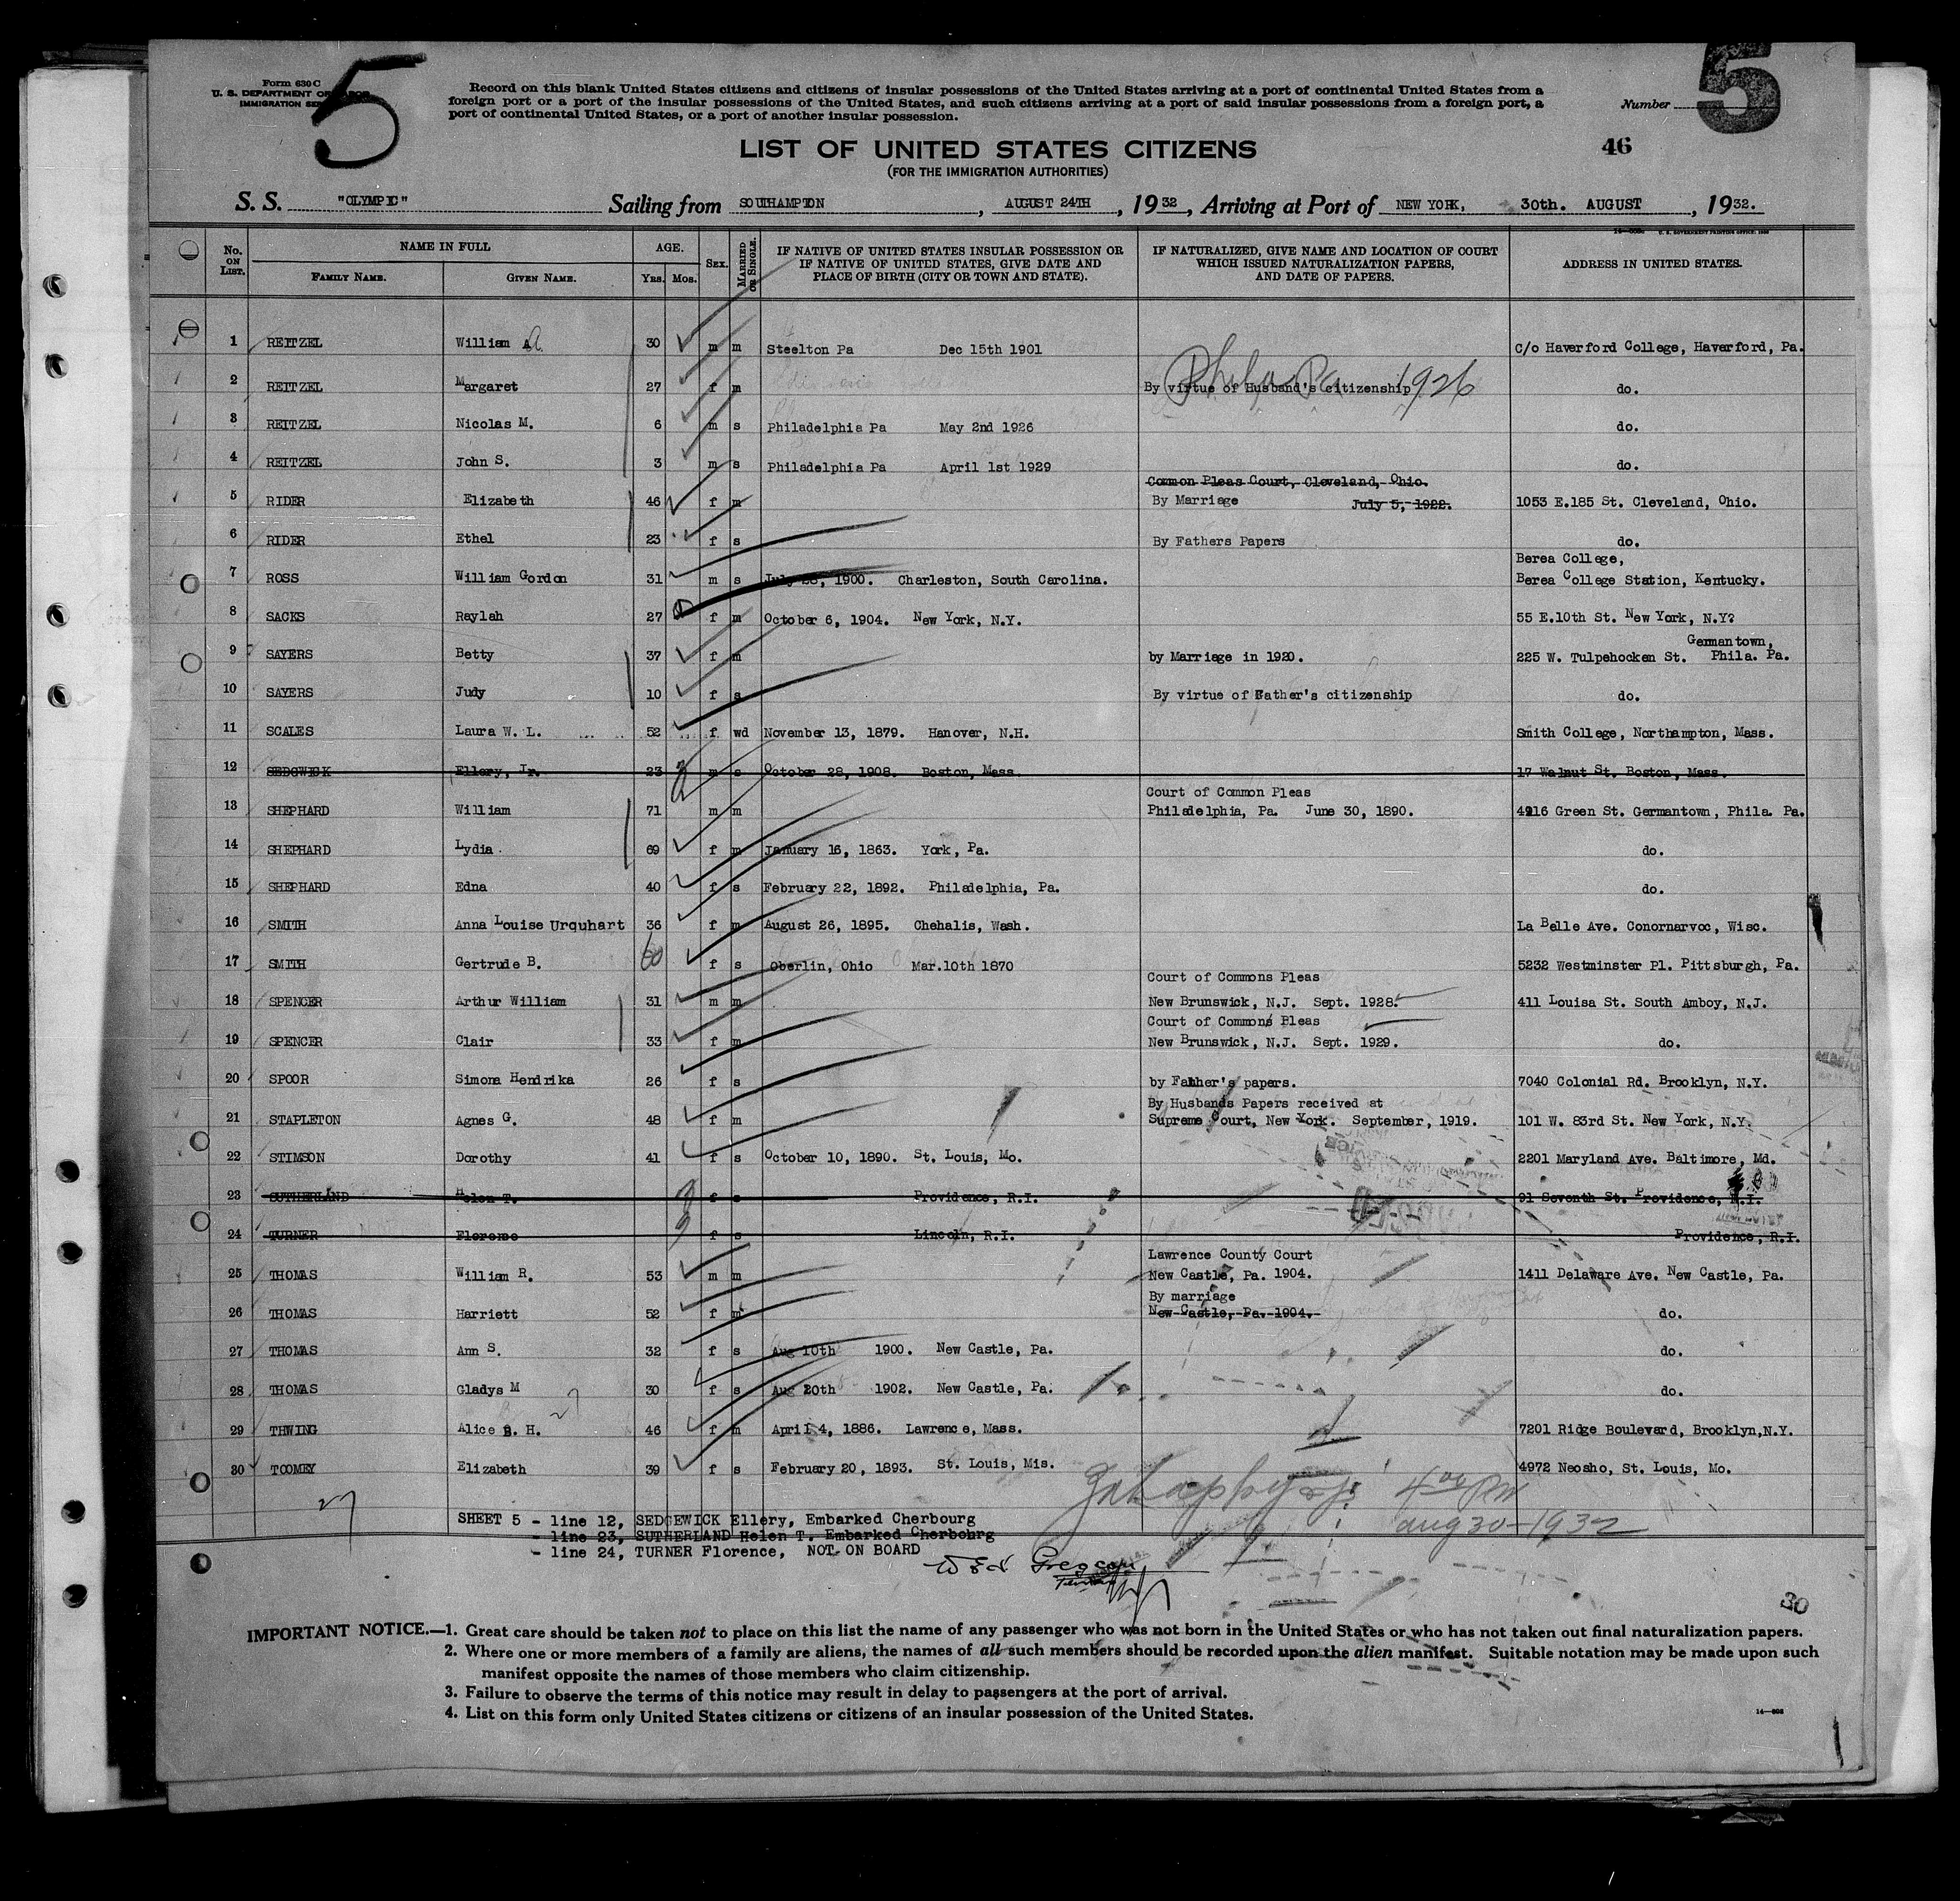 5
Form 630 C
U. S. DEPARTMENT OF LABOR
IMMIGRATION SERVICE
Record on this blank United States citizens and citizens of insular possessions of the United States arriving at a port of continental United States from a
foreign port or a port of the insular possessions of the United States, and such citizens arriving at a port of said insular possessions from a foreign port, a
port of continental United States, or a port of another insular possession.
Number 5
46
LIST OF UNITED STATES CITIZENS
(FOR THE IMMIGRATION AUTHORITIES)
S. S. "OLYMPIC" Sailing from SOUTHAMPTON, AUGUST 24TH, 1932, Arriving at Port of NEW YORK, 30th. AUGUST, 1932.
No. ON LIST. NAME IN FULL FAMILY NAME. GIVEN NAME. AGE. Yrs. Mos. Sex. MARRIED OR SINGLE. IF NATIVE OF UNITED STATES INSULAR POSSESSION OR IF NATIVE OF UNITED STATES, GIVE DATE AND PLACE OF BIRTH (CITY OR TOWN AND STATE). IF NATURALIZED, GIVE NAME AND LOCATION OF COURT WHICH ISSUED NATURALIZATION PAPERS, AND DATE OF PAPERS. ADDRESS IN UNITED STATES.
1 REITZEL William A. 30 m m Steelton Pa Dec 15th 1901 C/o Haverford College, Haverford, Pa.
Phila Pa 1926
2 REITZEL Margaret 27 f m By virtue of Husband's citizenship do.
3 REITZEL Nicolas M. 6 m s Philadelphia Pa May 2nd 1926 do.
4 REITZEL John S. 3 m s Philadelphia Pa April 1st 1929 do.
Common Pleas Court, Cleveland, Ohio.
5 RIDER Elizabeth 46 f m By Marriage July 5, 1922. 1053 E.185 St. Cleveland, Ohio.
6 RIDER Ethel 23 f s By Fathers Papers do.
Berea College,
7 ROSS William Gordon 31 m s July 28, 1900. Charleston, South Carolina. Berea College Station, Kentucky.
8 SACKS Raylah 27 f m October 6, 1904. New York, N.Y. 55 E.10th St. New York, N.Y?
Germantown,
9 SAYERS Betty 37 f m by Marriage in 1920. 225 W. Tulpehocken St. Phila. Pa.
10 SAYERS Judy 10 f s By virtue of Father's citizenship do.
11 SCALES Laura W. L. 52 f wd November 13, 1879. Hanover, N.H. Smith College, Northampton, Mass.
12 SEDGWICK Ellery, Jr. 23 m s October 28, 1908. Boston, Mass. 17 Walnut St. Boston, Mass.
Court of Common Pleas
13 SHEPHARD William 71 m m Philadelphia, Pa. June 30, 1890. 4916 Green St. Germantown, Phila. Pa.
14 SHEPHARD Lydia. 69 f m January 16, 1863. York, Pa. do.
15 SHEPHARD Edna 40 f s February 22, 1892. Philadelphia, Pa. do.
16 SMITH Anna Louise Urquhart 36 f m August 26, 1895. Chehalis, Wash. La Belle Ave. Conornarvoc, Wisc.
17 SMITH Gertrude B. 60 f s Oberlin, Ohio Mar.10th 1870 5232 Westminster Pl. Pittsburgh, Pa.
Court of Commons Pleas
18 SPENCER Arthur William 31 m m New Brunswick, N.J. Sept. 1928. 411 Louisa St. South Amboy, N.J.
Court of Commons Pleas
19 SPENCER Clair 33 f m New Brunswick, N.J. Sept. 1929. do.
20 SPOOR Simona Hendrika 26 f s by Father's papers. 7040 Colonial Rd. Brooklyn, N.Y.
By Husbands Papers received at
21 STAPLETON Agnes G. 48 f m Supreme Court, New York. September, 1919. 101 W. 83rd St. New York, N.Y.
22 STIMSON Dorothy 41 f s October 10, 1890. St. Louis, Mo. 2201 Maryland Ave. Baltimore, Md.
23 SUTHERLAND Helen T. f s Providence, R.I. 91 Seventh St. Providence, R.I.
24 TURNER Florence f s Lincoln, R.I. Providence, R.I.
Lawrence County Court
25 THOMAS William R. 53 m m New Castle, Pa. 1904. 1411 Delaware Ave. New Castle, Pa.
By marriage
26 THOMAS Harriett 52 f m New Castle, Pa. 1904. do.
27 THOMAS Ann S. 32 f s Aug 10th 1900. New Castle, Pa. do.
28 THOMAS Gladys M 30 f s Aug 20th 1902. New Castle, Pa. do.
29 THWING Alice B. H. 46 f m April 4, 1886. Lawrence, Mass. 7201 Ridge Boulevard, Brooklyn,N.Y.
30 TOOMEY Elizabeth 39 f s February 20, 1893. St. Louis, Mis. 4972 Neosho, St. Louis, Mo.
27
4 00 PM
Aug 30-1932
SHEET 5 - line 12, SEDGEWICK Ellery, Embarked Cherbourg
- line 23, SUTHERLAND Helen T. Embarked Cherbohrg
- line 24, TURNER Florence, NOT ON BOARD
30
IMPORTANT NOTICE.—1. Great care should be taken not to place on this list the name of any passenger who was not born in the United States or who has not taken out final naturalization papers.
2. Where one or more members of a family are aliens, the names of all such members should be recorded upon the alien manifest. Suitable notation may be made upon such
manifest opposite the names of those members who claim citizenship.
3. Failure to observe the terms of this notice may result in delay to passengers at the port of arrival.
4. List on this form only United States citizens or citizens of an insular possession of the United States.